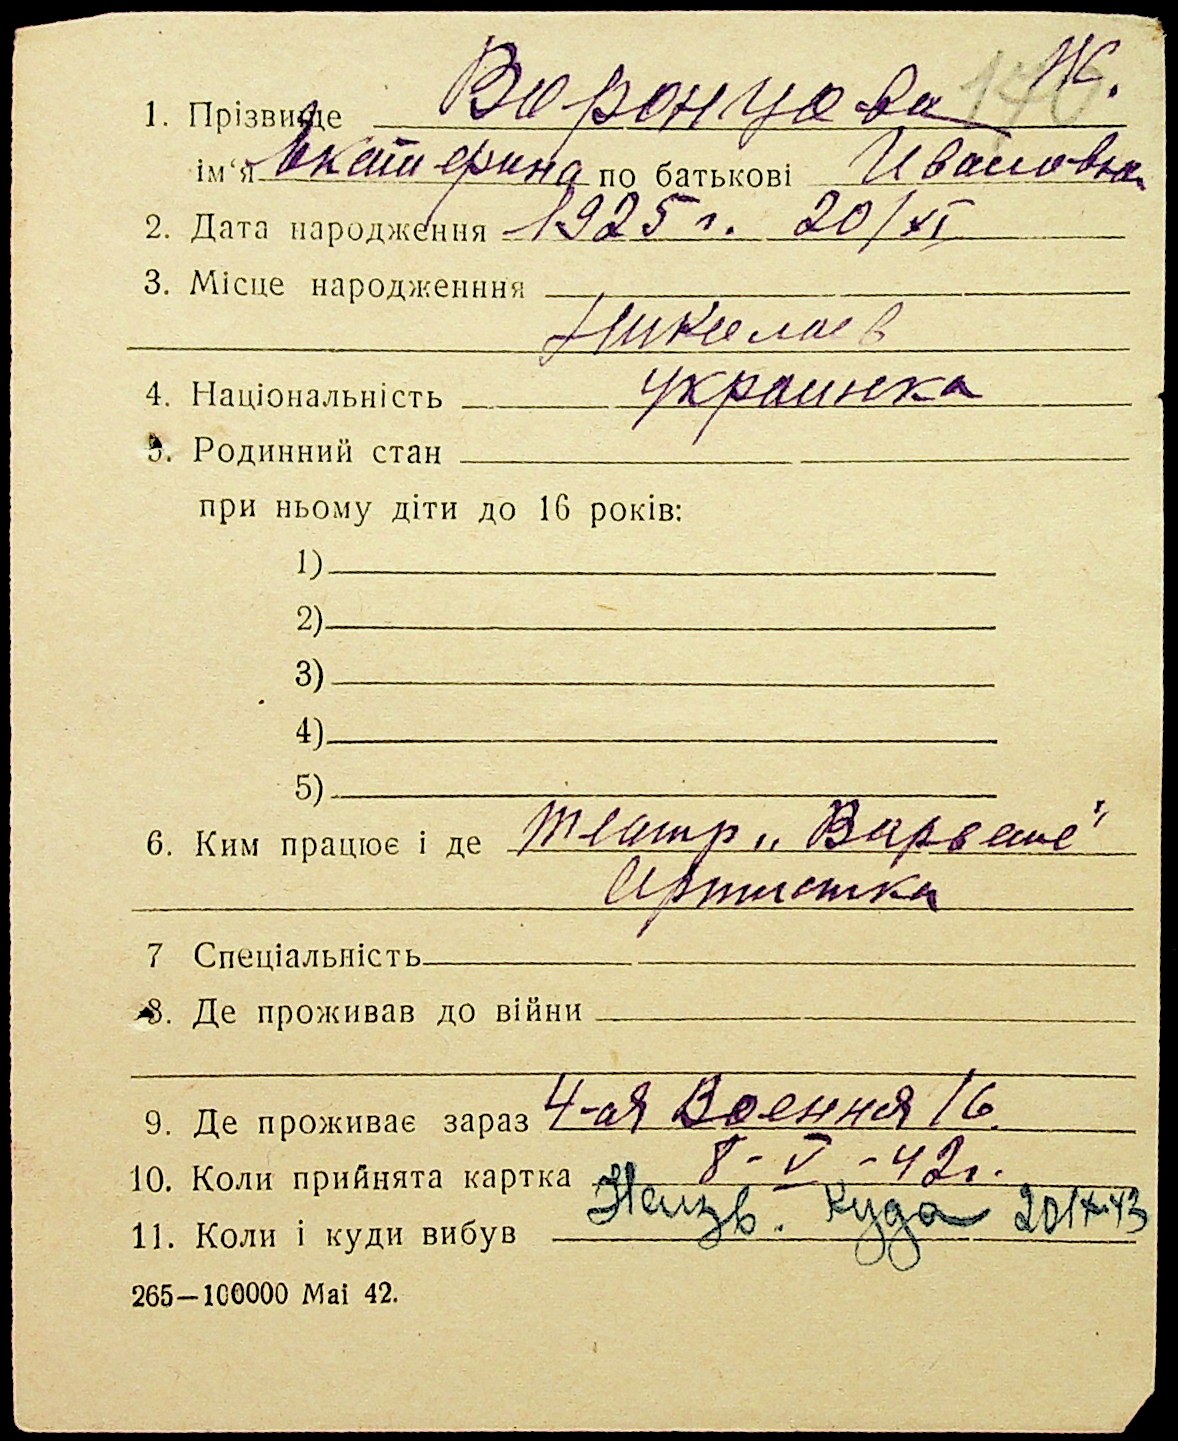 Ж.
170
1. Прізвище Воронцова
ім‘я Екатерина по батькові Ивановна
2. Дата народження 1925 г. 20/XI
3. Місце народженння
Николаев
4. Національність украинка
5. Родинний стан
при ньому діти до 16 років:
1)
2)
3)
4)
5)
6. Ким працює і де театр „Варьете“
Артистка
7 Спеціальність
8. Де проживав до війни
9. Де проживає зараз 4-ая Военная 16
10. Коли прийнята картка 8-V-42г.
11. Коли і куди вибув Неизв. куда 20/X-43
265—100000 Mai 42.